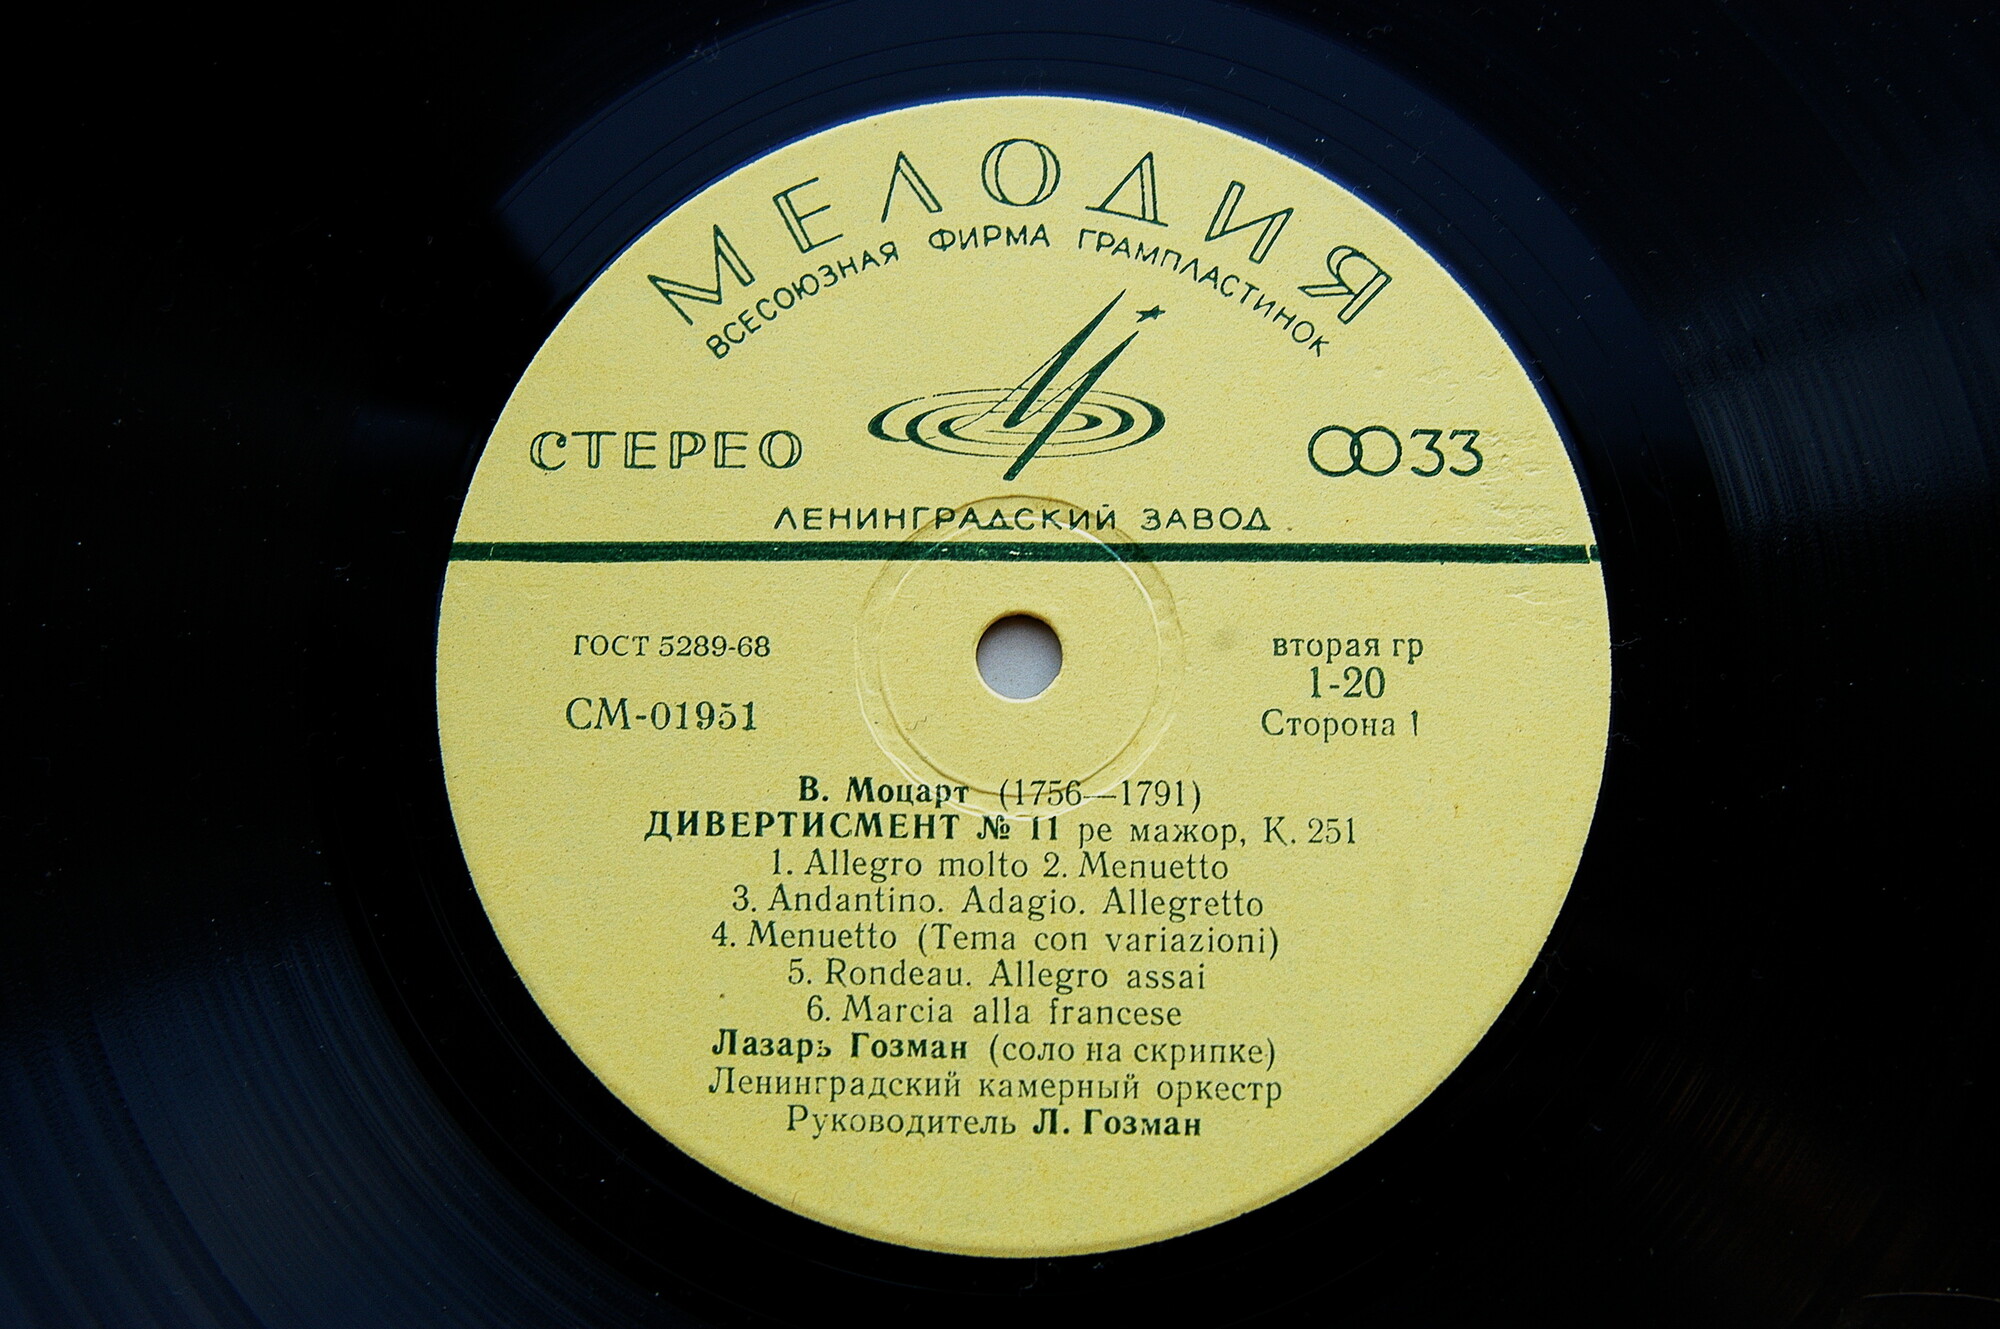 МЕЛОДИЯ
ВСЕСОЮЗНАЯ ФИРМА ГРАМПЛАСТИНОК
СТЕРЕО
33
ЛЕНИНГРАДСКИЙ ЗАВОД
ГОСТ 5289-68
вторая гр
1-20
СМ-01951
Сторона 1
В. Моцарт (1756—1791)
ДИВЕРТИСМЕНТ № 11 ре мажор, К. 251
1. Allegro molto 2. Menuetto
3. Andantino. Adagio. Allegretto
4. Menuetto (Tema con variazioni)
5. Rondeau. Allegro assai
6. Marcia alla francese
Лазарь Гозман (соло на скрипке)
Ленинградский камерный оркестр
Руководитель Л. Гозман